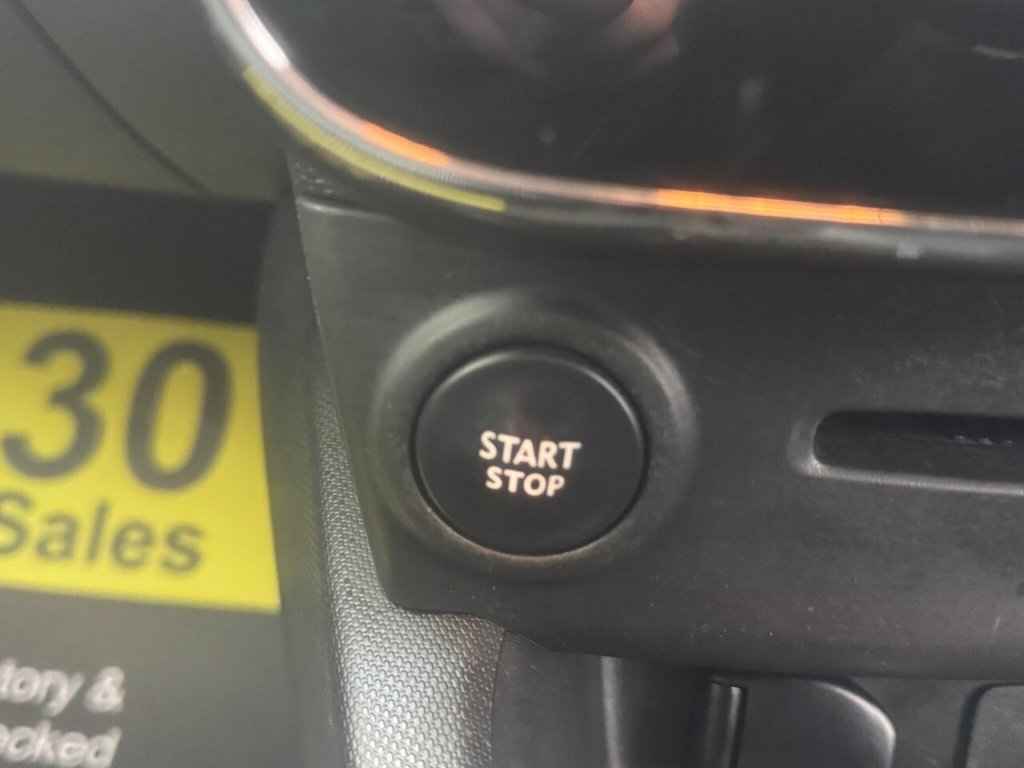 30
Sales
tory &
ecked
START
STOP